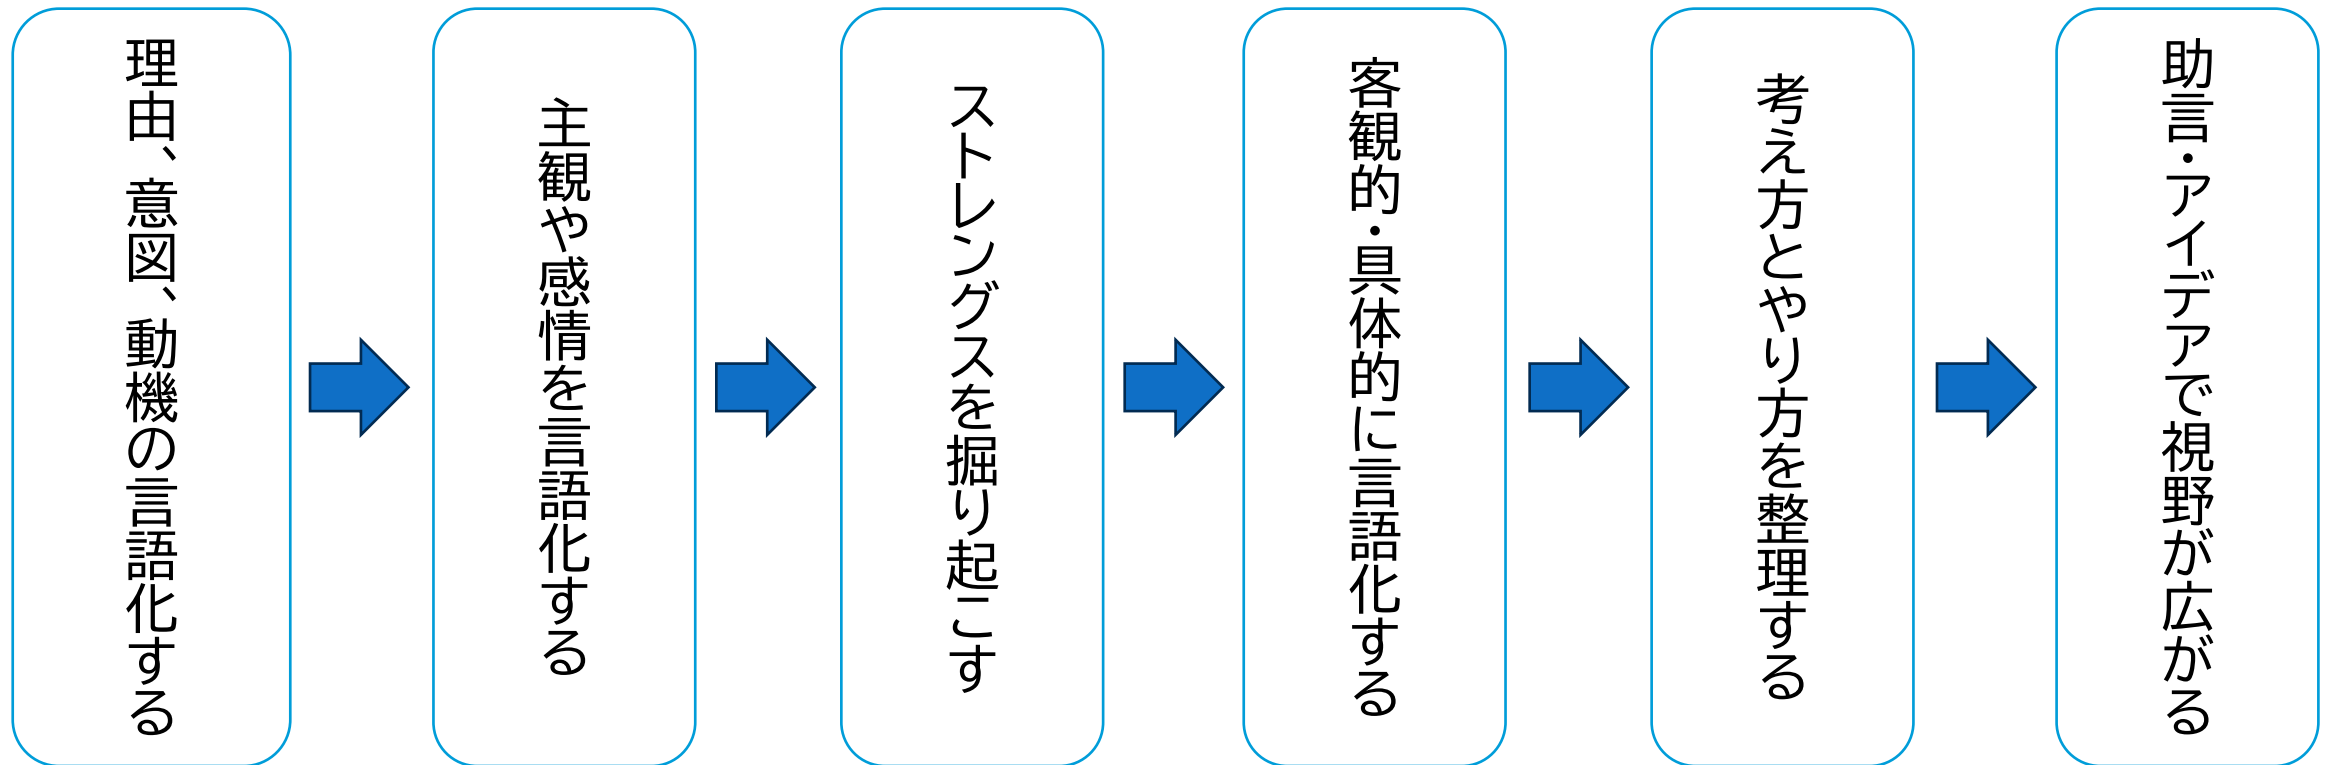 理由、意図、動機の言語化する
主観や感情を言語化する
ストレングスを掘り起こす
客観的・具体的に言語化する
考え方とやり方を整理する
助言・アイデアで視野が広がる